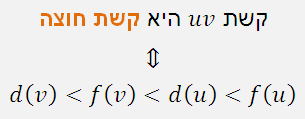 קשת uv היא קשת חוצה
⇕
d(v) < f(v) < d(u) < f(u)